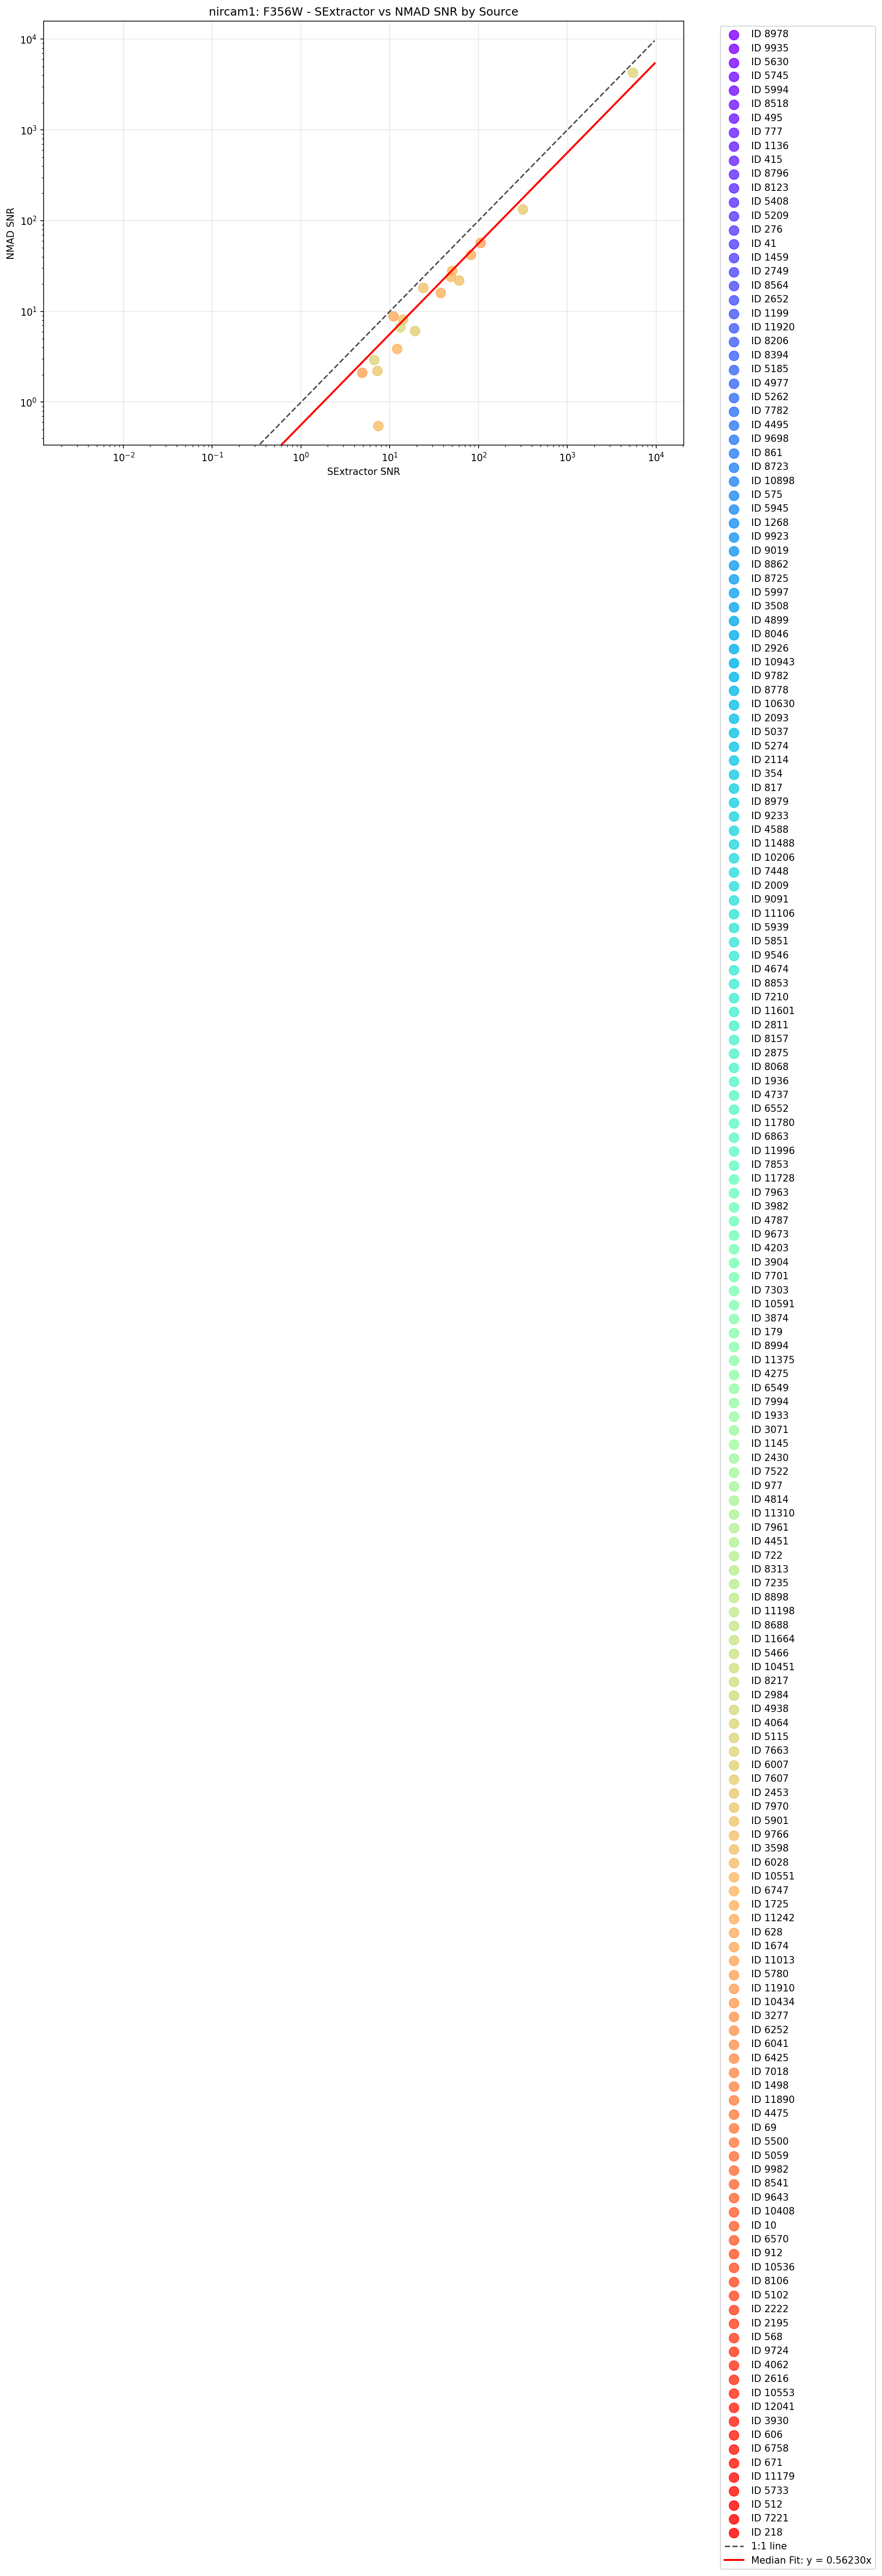 nircam1: F356W - SExtractor vs NMAD SNR by Source
10⁴
10³
10²
10¹
10⁰
NMAD SNR
10⁻²
10⁻¹
10⁰
10¹
10²
10³
10⁴
SExtractor SNR
ID 8978
ID 9935
ID 5630
ID 5745
ID 5994
ID 8518
ID 495
ID 777
ID 1136
ID 415
ID 8796
ID 8123
ID 5408
ID 5209
ID 276
ID 41
ID 1459
ID 2749
ID 8564
ID 2652
ID 1199
ID 11920
ID 8206
ID 8394
ID 5185
ID 4977
ID 5262
ID 7782
ID 4495
ID 9698
ID 861
ID 8723
ID 10898
ID 575
ID 5945
ID 1268
ID 9923
ID 9019
ID 8862
ID 8725
ID 5997
ID 3508
ID 4899
ID 8046
ID 2926
ID 10943
ID 9782
ID 8778
ID 10630
ID 2093
ID 5037
ID 5274
ID 2114
ID 354
ID 817
ID 8979
ID 9233
ID 4588
ID 11488
ID 10206
ID 7448
ID 2009
ID 9091
ID 11106
ID 5939
ID 5851
ID 9546
ID 4674
ID 8853
ID 7210
ID 11601
ID 2811
ID 8157
ID 2875
ID 8068
ID 1936
ID 4737
ID 6552
ID 11780
ID 6863
ID 11996
ID 7853
ID 11728
ID 7963
ID 3982
ID 4787
ID 9673
ID 4203
ID 3904
ID 7701
ID 7303
ID 10591
ID 3874
ID 179
ID 8994
ID 11375
ID 4275
ID 6549
ID 7994
ID 1933
ID 3071
ID 1145
ID 2430
ID 7522
ID 977
ID 4814
ID 11310
ID 7961
ID 4451
ID 722
ID 8313
ID 7235
ID 8898
ID 11198
ID 8688
ID 11664
ID 5466
ID 10451
ID 8217
ID 2984
ID 4938
ID 4064
ID 5115
ID 7663
ID 6007
ID 7607
ID 2453
ID 7970
ID 5901
ID 9766
ID 3598
ID 6028
ID 10551
ID 6747
ID 1725
ID 11242
ID 628
ID 1674
ID 11013
ID 5780
ID 11910
ID 10434
ID 3277
ID 6252
ID 6041
ID 6425
ID 7018
ID 1498
ID 11890
ID 4475
ID 69
ID 5500
ID 5059
ID 9982
ID 8541
ID 9643
ID 10408
ID 10
ID 6570
ID 912
ID 10536
ID 8106
ID 5102
ID 2222
ID 2195
ID 568
ID 9724
ID 4062
ID 2616
ID 10553
ID 12041
ID 3930
ID 606
ID 6758
ID 671
ID 11179
ID 5733
ID 512
ID 7221
ID 218
1:1 line
Median Fit: y = 0.56230x